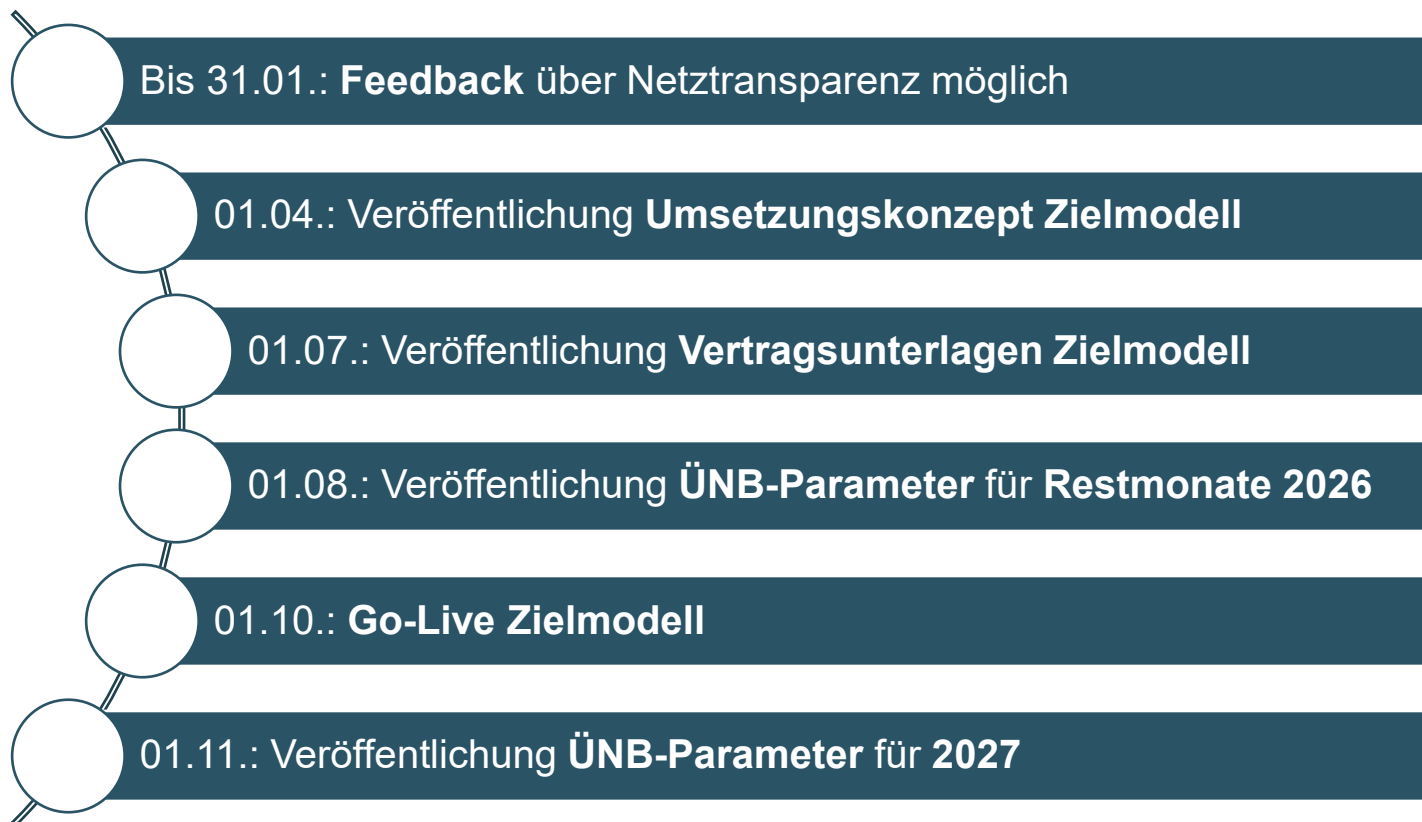 Bis 31.01.: Feedback über Netztransparenz möglich
01.04.: Veröffentlichung Umsetzungskonzept Zielmodell
01.07.: Veröffentlichung Vertragsunterlagen Zielmodell
01.08.: Veröffentlichung ÜNB-Parameter für Restmonate 2026
01.10.: Go-Live Zielmodell
01.11.: Veröffentlichung ÜNB-Parameter für 2027